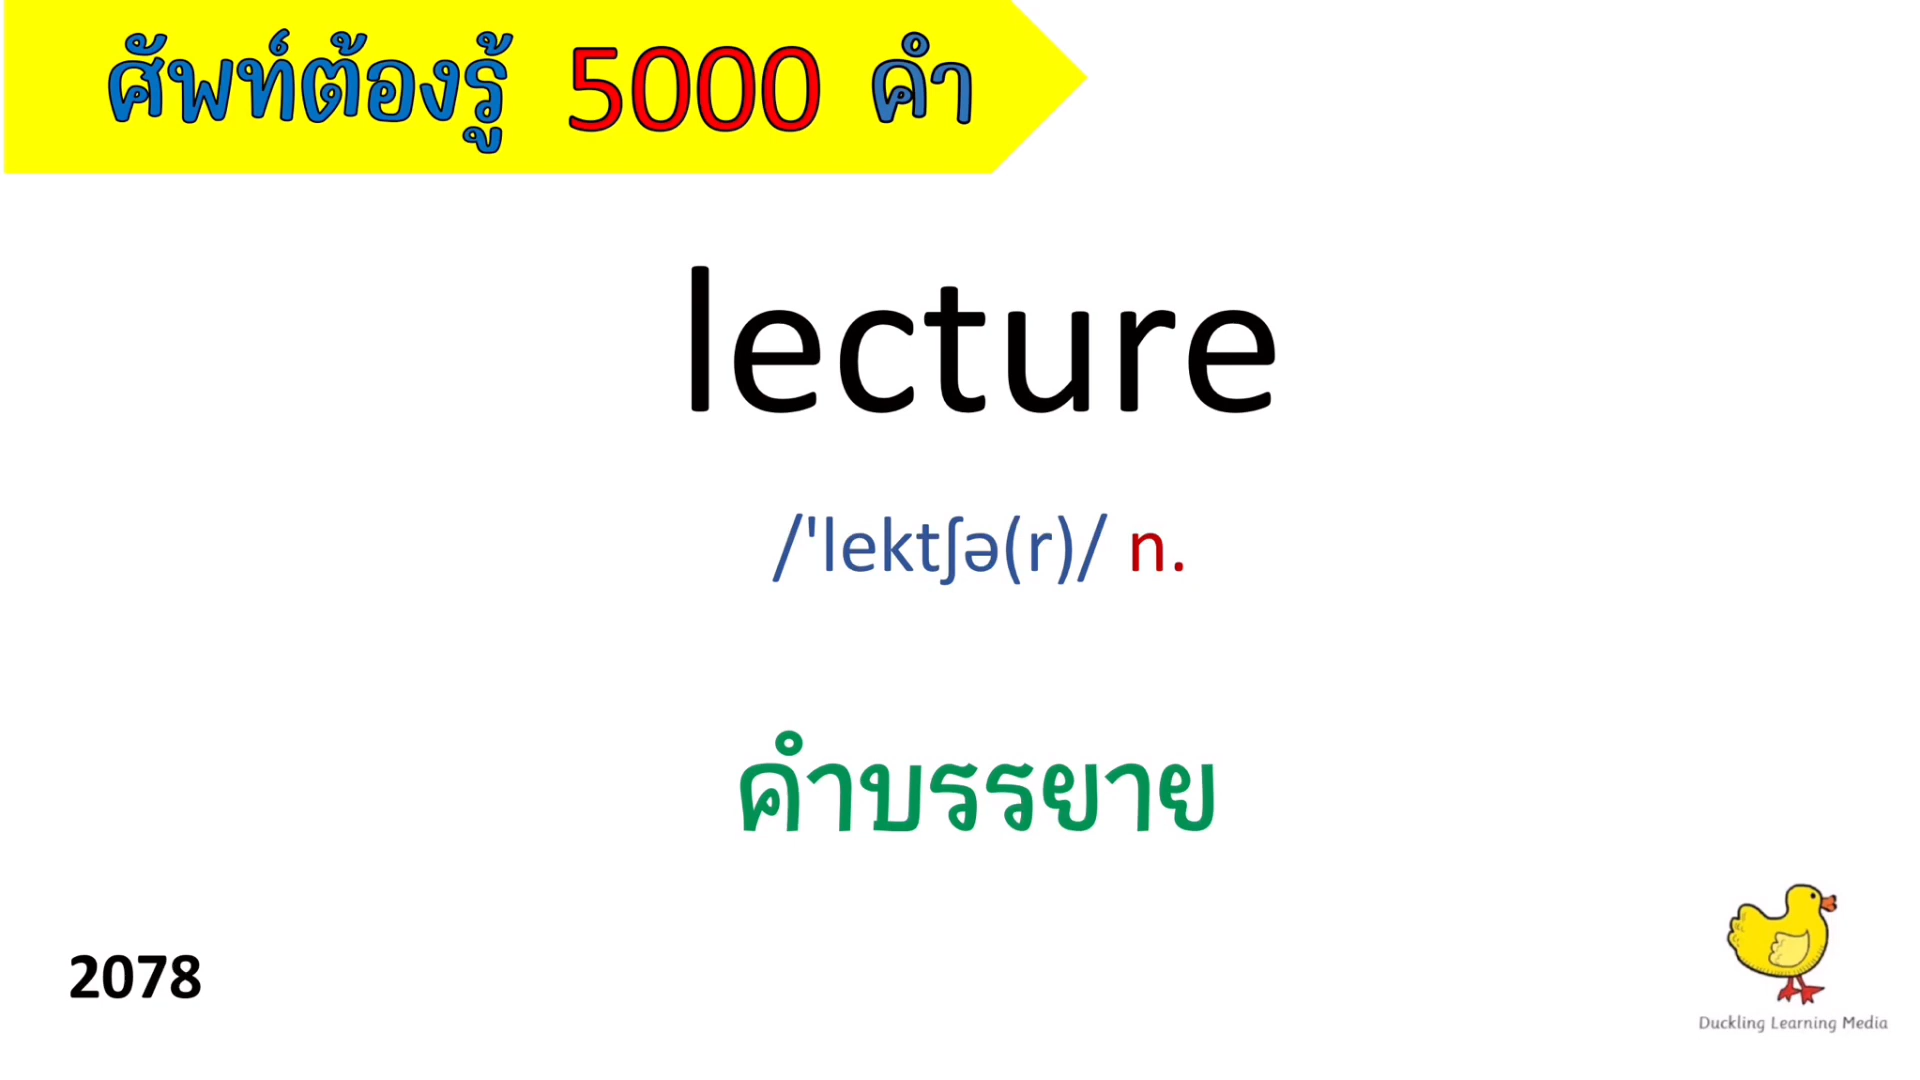 ศัพท์ต้องรู้ 5000 คำ
lecture
/'lektʃə(r)/ n.
คำบรรยาย
2078
Duckling Learning Media